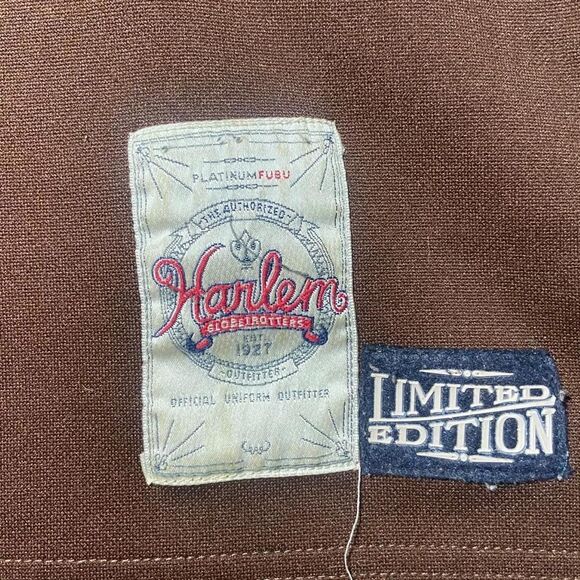 PLATINUMFUBU
THE AUTHORIZED
Harlem
GLOBETROTTERS
EST.
1927
OUTFITTER
OFFICIAL UNIFORM OUTFITTER
LIMITED
EDITION